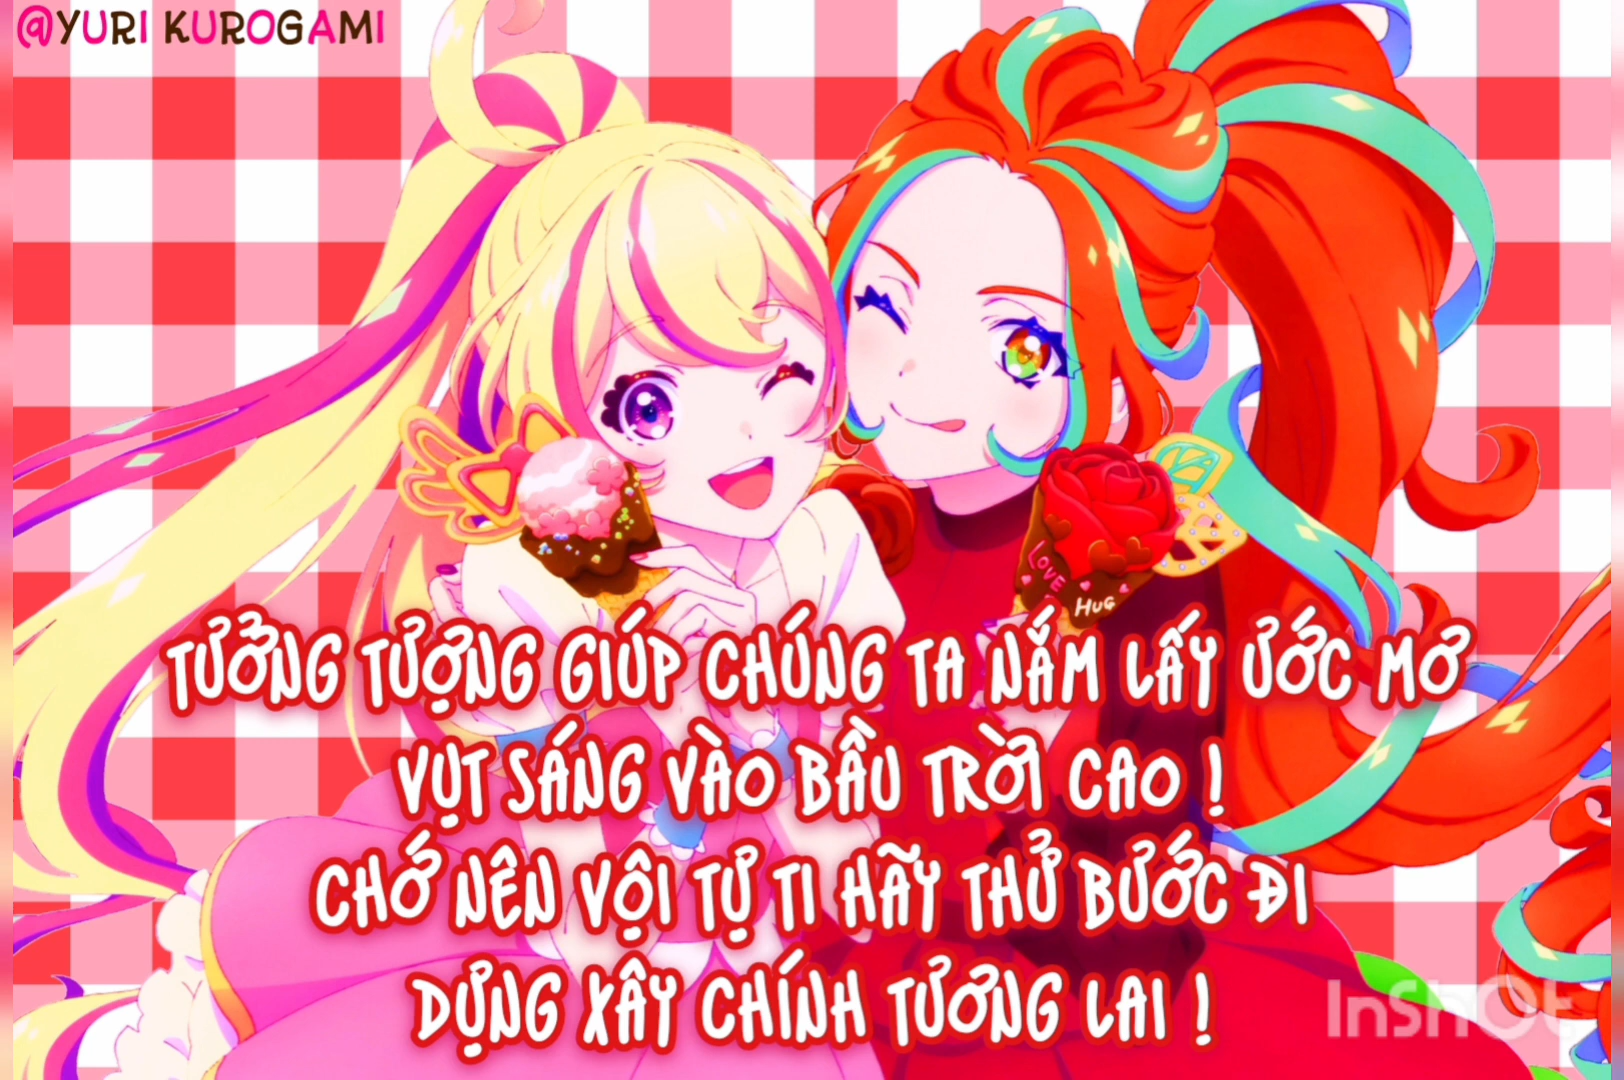 @YURI KUROGAMI
LOVE
HUG
TƯỞNG TƯỢNG GIÚP CHÚNG TA NẮM LẤY ƯỚC MƠ
VỤT SÁNG VÀO BẦU TRỜI CAO !
CHỚ NÊN VỘI TỰ TI HÃY THỬ BƯỚC ĐI
DỰNG XÂY CHÍNH TƯƠNG LAI !
InShOt